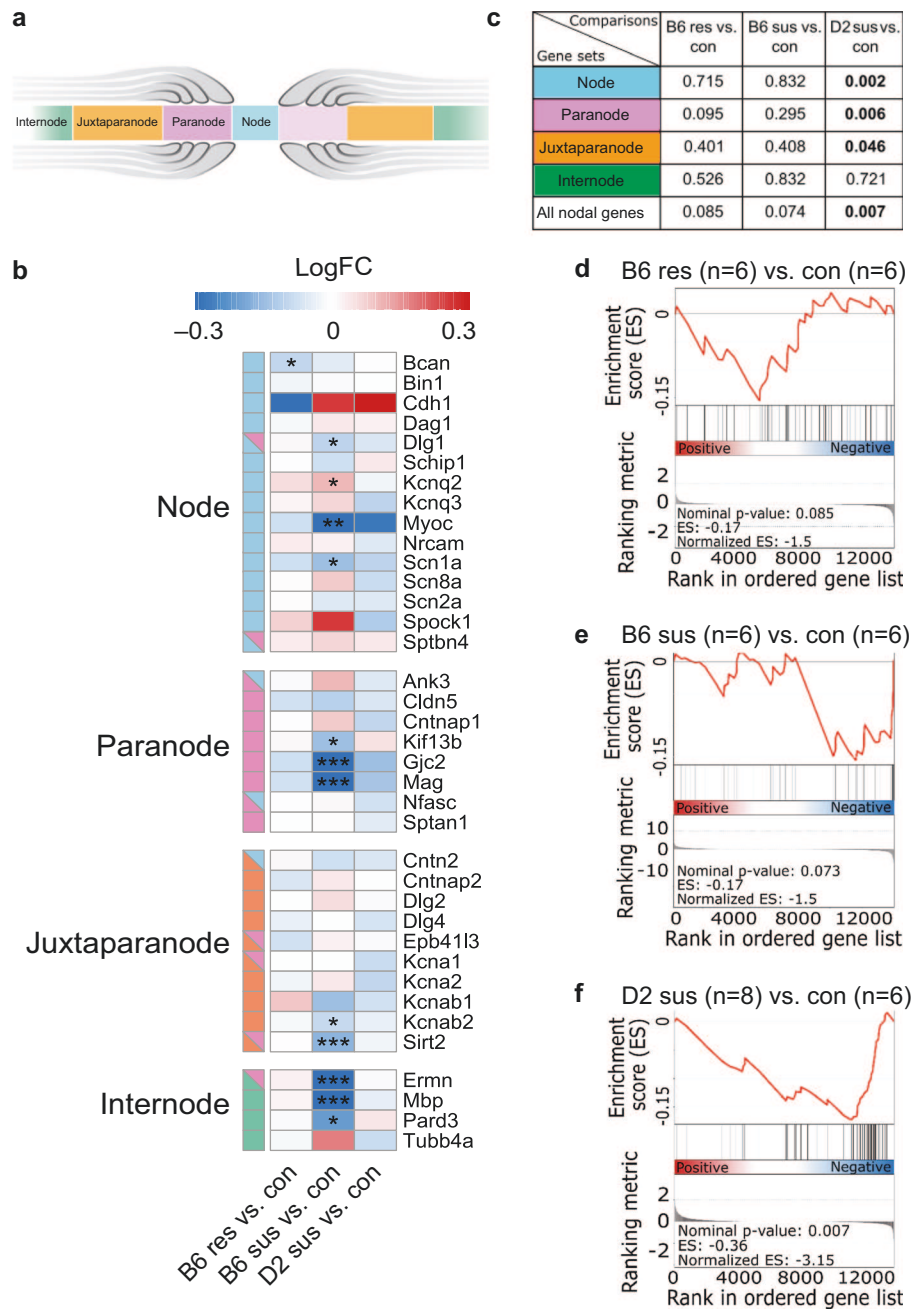 a
Internode Juxtaparanode Paranode Node
c
Comparisons
Gene sets
B6 res vs. con
B6 sus vs. con
D2 sus vs. con
Node 0.715 0.832 0.002
Paranode 0.095 0.295 0.006
Juxtaparanode 0.401 0.408 0.046
Internode 0.526 0.832 0.721
All nodal genes 0.085 0.074 0.007
b
LogFC
−0.3 0 0.3
Node
* Bcan
Bin1
Cdh1
Dag1
* Dlg1
Schip1
* Kcnq2
Kcnq3
** Myoc
Nrcam
* Scn1a
Scn8a
Scn2a
Spock1
Sptbn4
Paranode
Ank3
Cldn5
Cntnap1
* Kif13b
*** Gjc2
*** Mag
Nfasc
Sptan1
Juxtaparanode
Cntn2
Cntnap2
Dlg2
Dlg4
Epb41l3
Kcna1
Kcna2
Kcnab1
* Kcnab2
*** Sirt2
Internode
*** Ermn
*** Mbp
* Pard3
Tubb4a
B6 res vs. con
B6 sus vs. con
D2 sus vs. con
d B6 res (n=6) vs. con (n=6)
Enrichment
score (ES)
0
-0.15
Positive Negative
Ranking metric
2
0
-2
Nominal p-value: 0.085
ES: -0.17
Normalized ES: -1.5
0 4000 8000 12000
Rank in ordered gene list
e B6 sus (n=6) vs. con (n=6)
Enrichment
score (ES)
0
-0.15
Positive Negative
Ranking metric
10
0
-10
Nominal p-value: 0.073
ES: -0.17
Normalized ES: -1.5
0 4000 8000 12000
Rank in ordered gene list
f D2 sus (n=8) vs. con (n=6)
Enrichment
score (ES)
0
-0.15
Positive Negative
Ranking metric
2
0
-2
Nominal p-value: 0.007
ES: -0.36
Normalized ES: -3.15
0 4000 8000 12000
Rank in ordered gene list